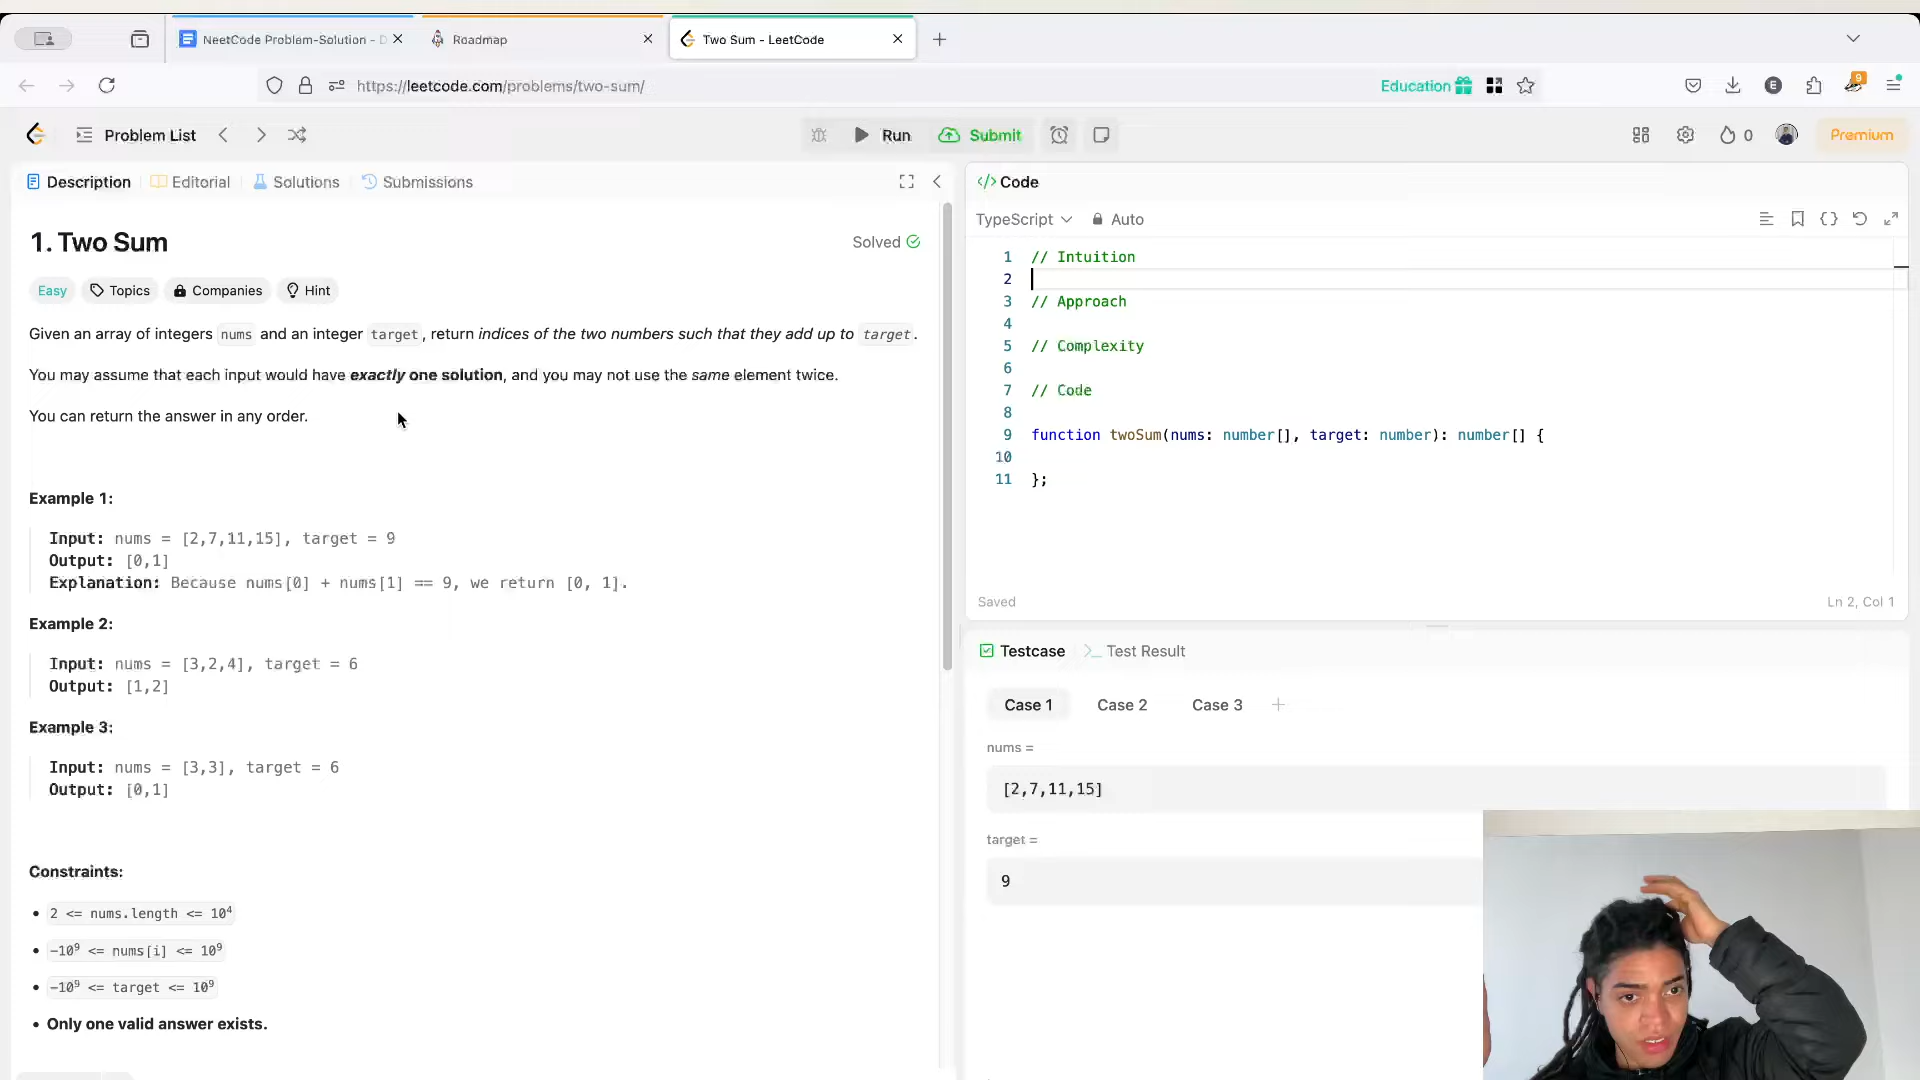 NeetCode Problem-Solution - D
Roadmap
Two Sum - LeetCode
https://leetcode.com/problems/two-sum/
Education
E
9
Problem List
Run
Submit
0
Premium
Description
Editorial
Solutions
Submissions
1. Two Sum
Solved
Easy
Topics
Companies
Hint
Given an array of integers nums and an integer target, return indices of the two numbers such that they add up to target.
You may assume that each input would have exactly one solution, and you may not use the same element twice.
You can return the answer in any order.
Example 1:
Input: nums = [2,7,11,15], target = 9
Output: [0,1]
Explanation: Because nums[0] + nums[1] == 9, we return [0, 1].
Example 2:
Input: nums = [3,2,4], target = 6
Output: [1,2]
Example 3:
Input: nums = [3,3], target = 6
Output: [0,1]
Constraints:
• 2 <= nums.length <= 10⁴
• -10⁹ <= nums[i] <= 10⁹
• -10⁹ <= target <= 10⁹
• Only one valid answer exists.
</> Code
TypeScript
Auto
1 // Intuition
2
3 // Approach
4
5 // Complexity
6
7 // Code
8
9 function twoSum(nums: number[], target: number): number[] {
10
11 };
Saved
Ln 2, Col 1
Testcase
>_ Test Result
Case 1
Case 2
Case 3
+
nums =
[2,7,11,15]
target =
9